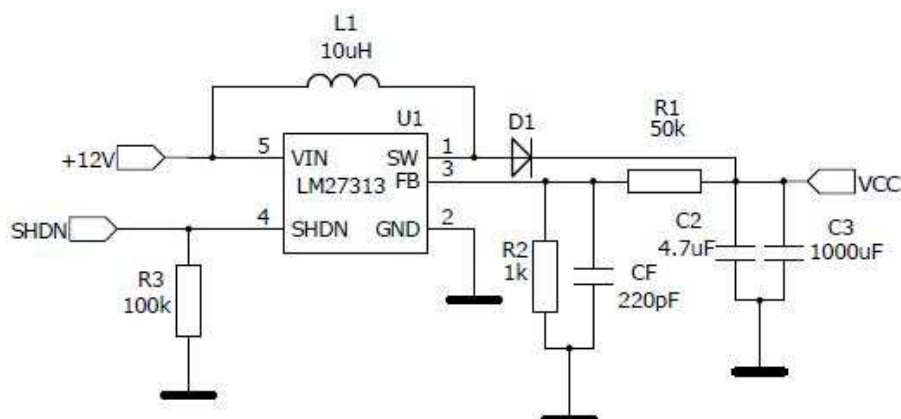 L1
10uH
U1
D1
R1
50k
+12V
5
VIN
SW
1
LM27313
FB
3
VCC
SHDN
4
SHDN
GND
2
R2
1k
CF
220pF
C2
4.7uF
C3
1000uF
R3
100k